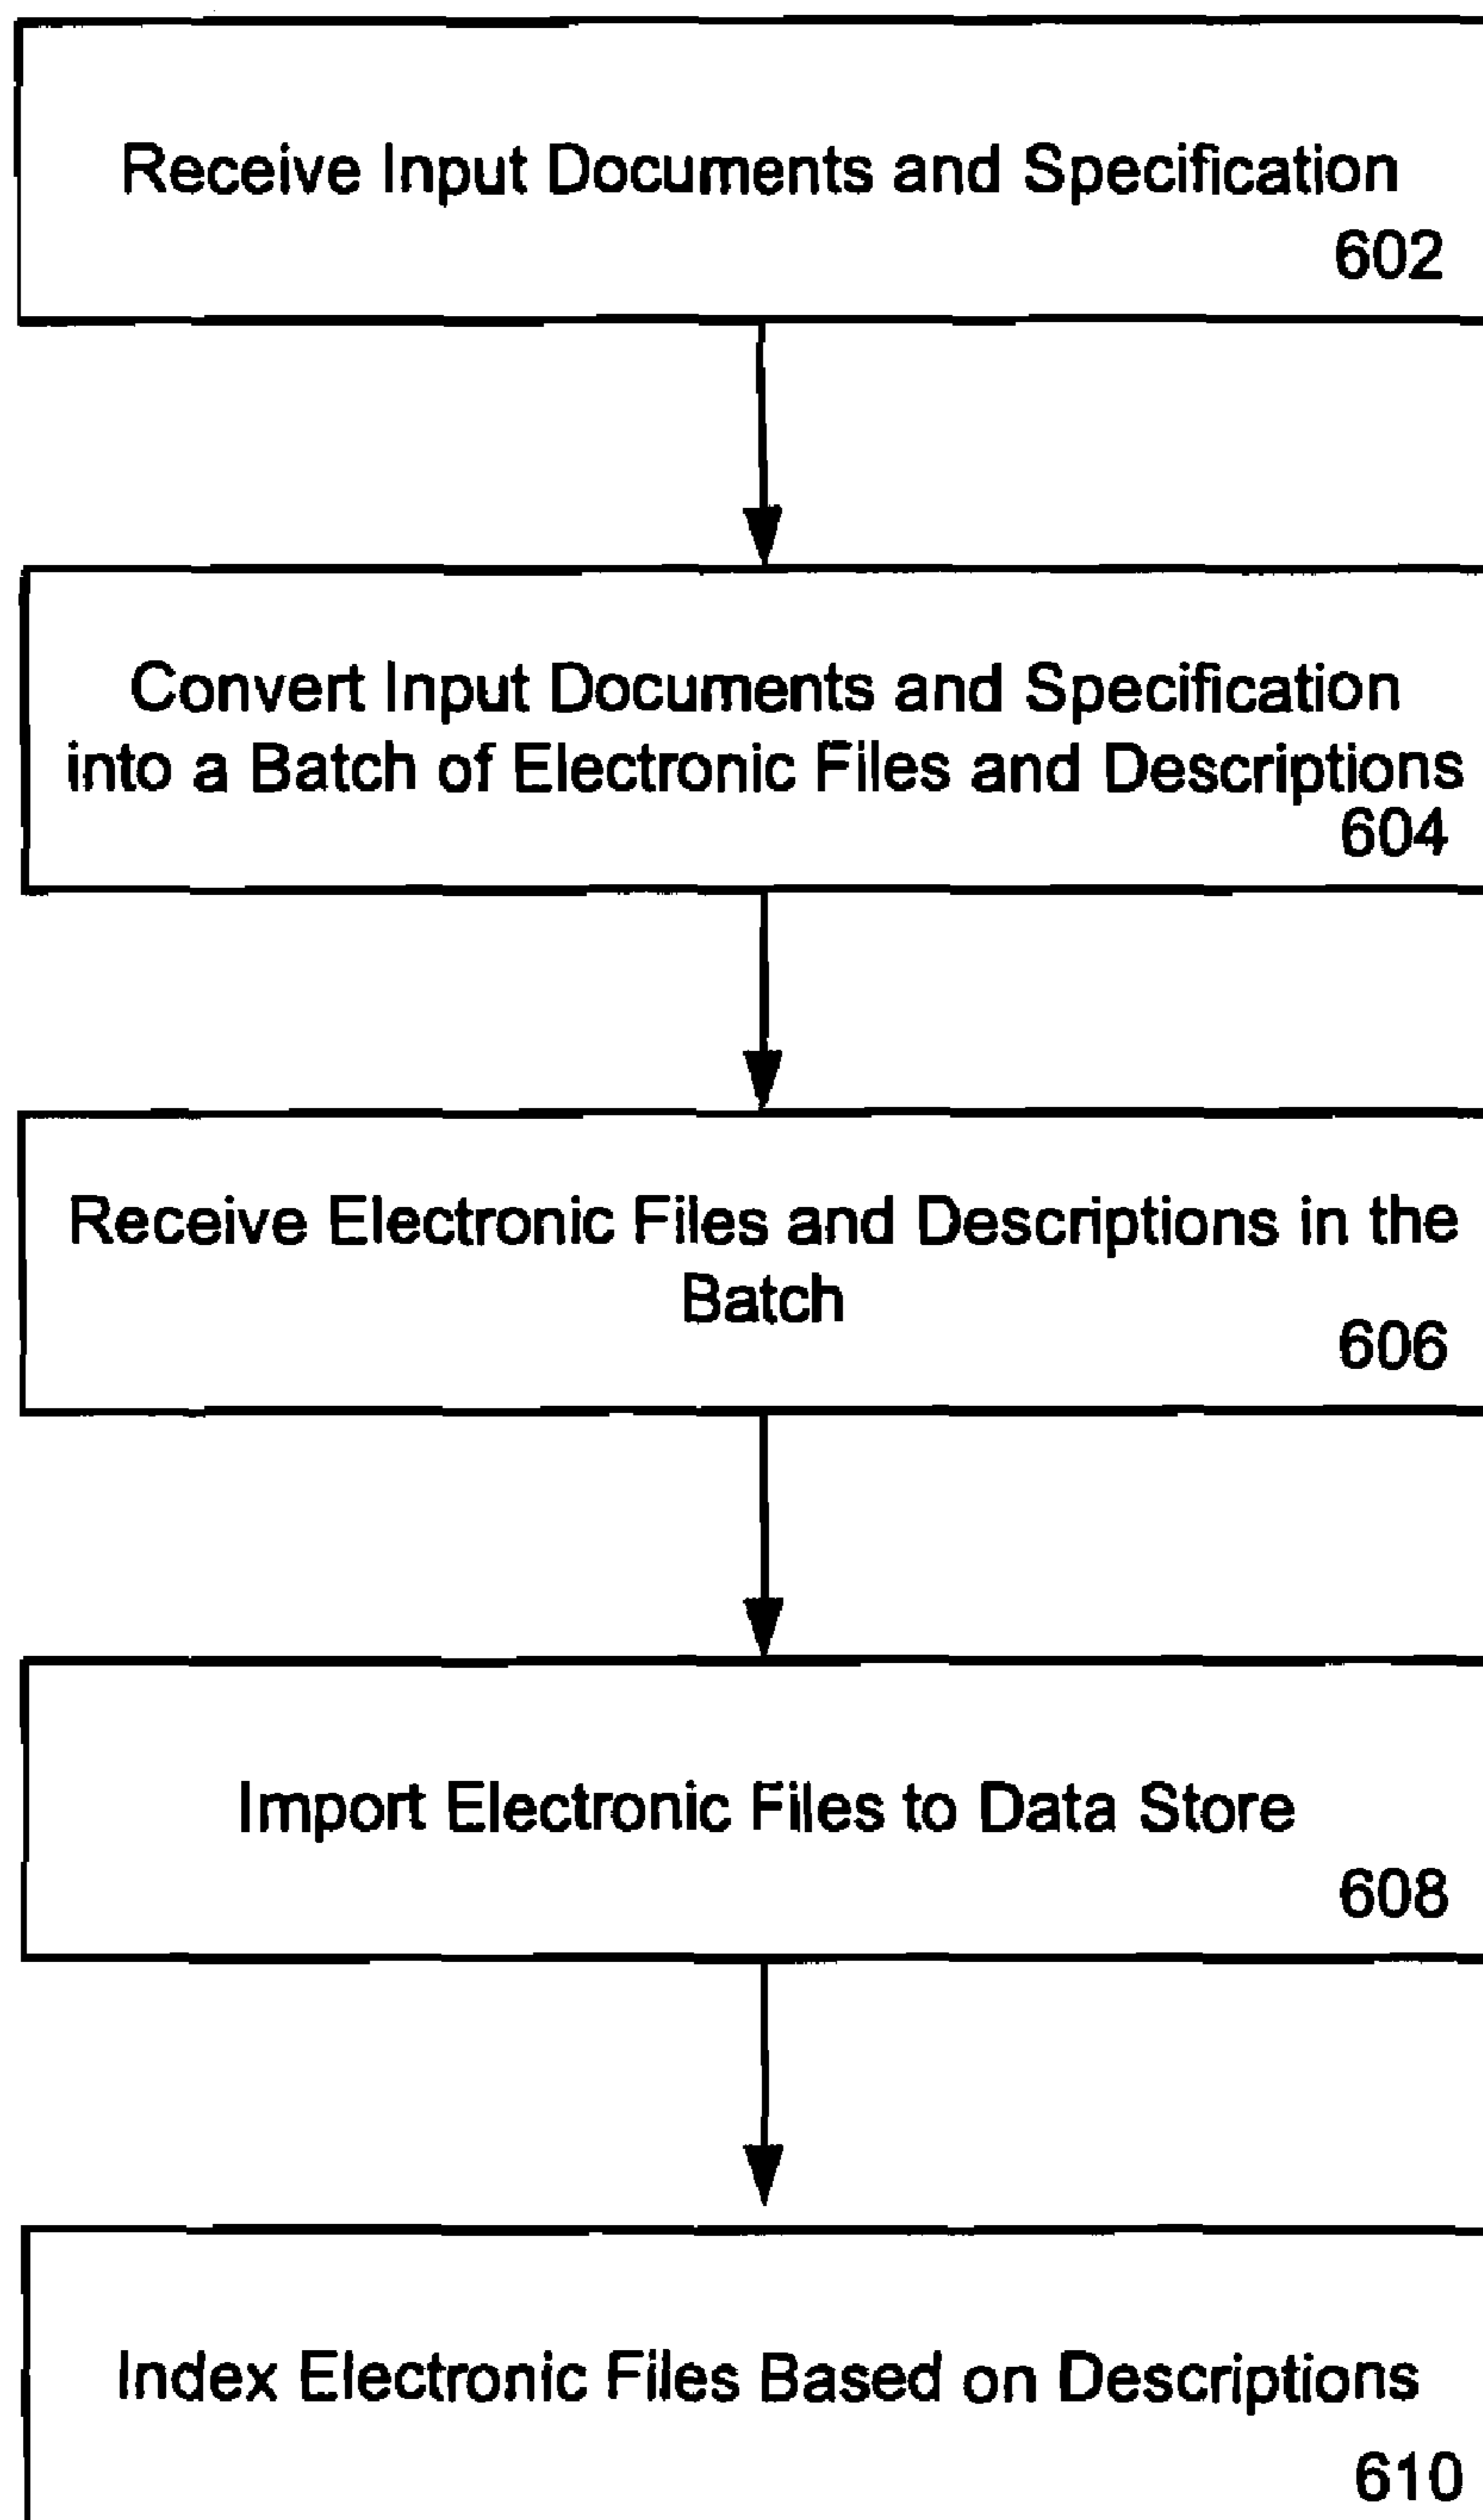 Receive Input Documents and Specification
602
Convert Input Documents and Specification
into a Batch of Electronic Files and Descriptions
604
Receive Electronic Files and Descriptions in the
Batch
606
Import Electronic Files to Data Store
608
Index Electronic Files Based on Descriptions
610